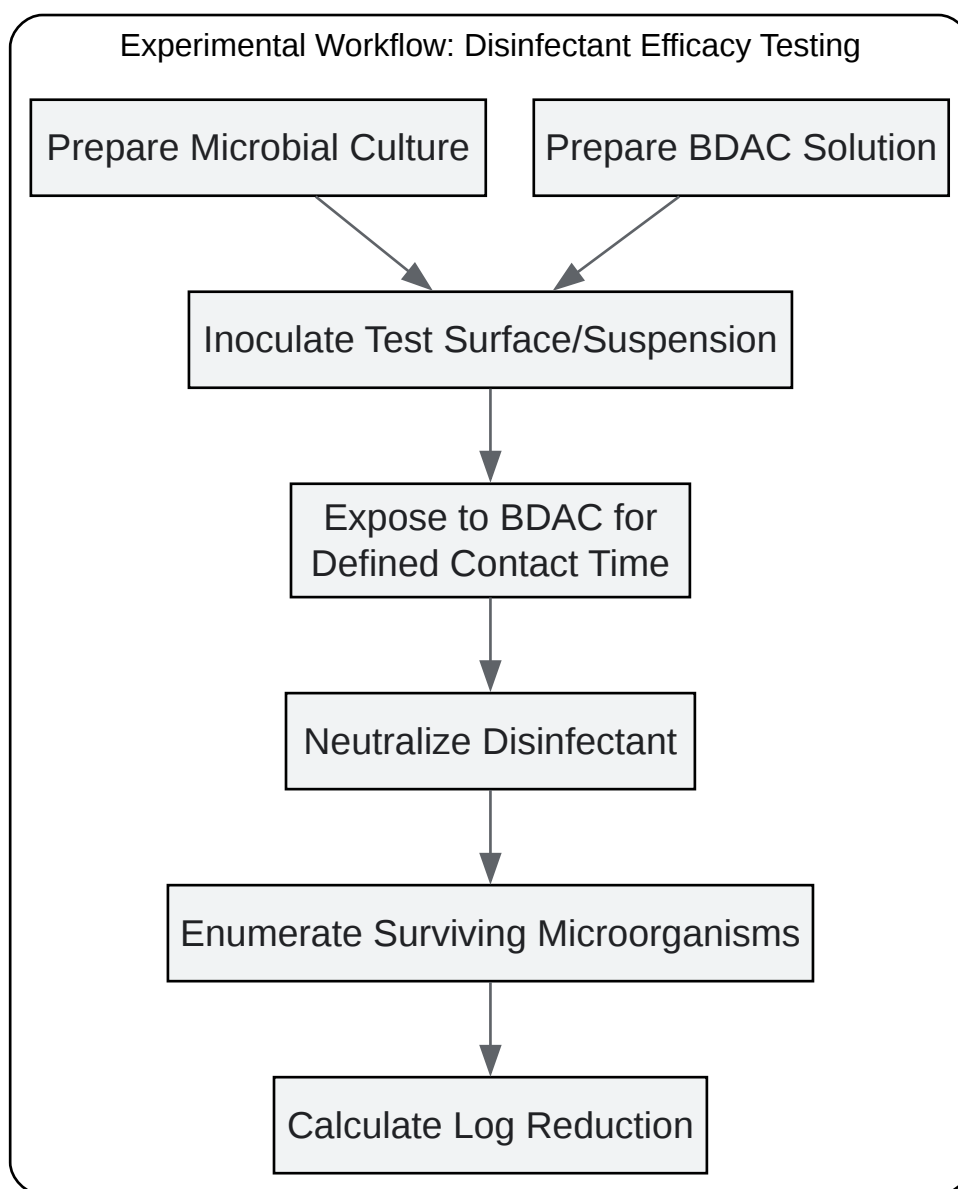 Experimental Workflow: Disinfectant Efficacy Testing
Prepare Microbial Culture
Prepare BDAC Solution
Inoculate Test Surface/Suspension
Expose to BDAC for
Defined Contact Time
Neutralize Disinfectant
Enumerate Surviving Microorganisms
Calculate Log Reduction